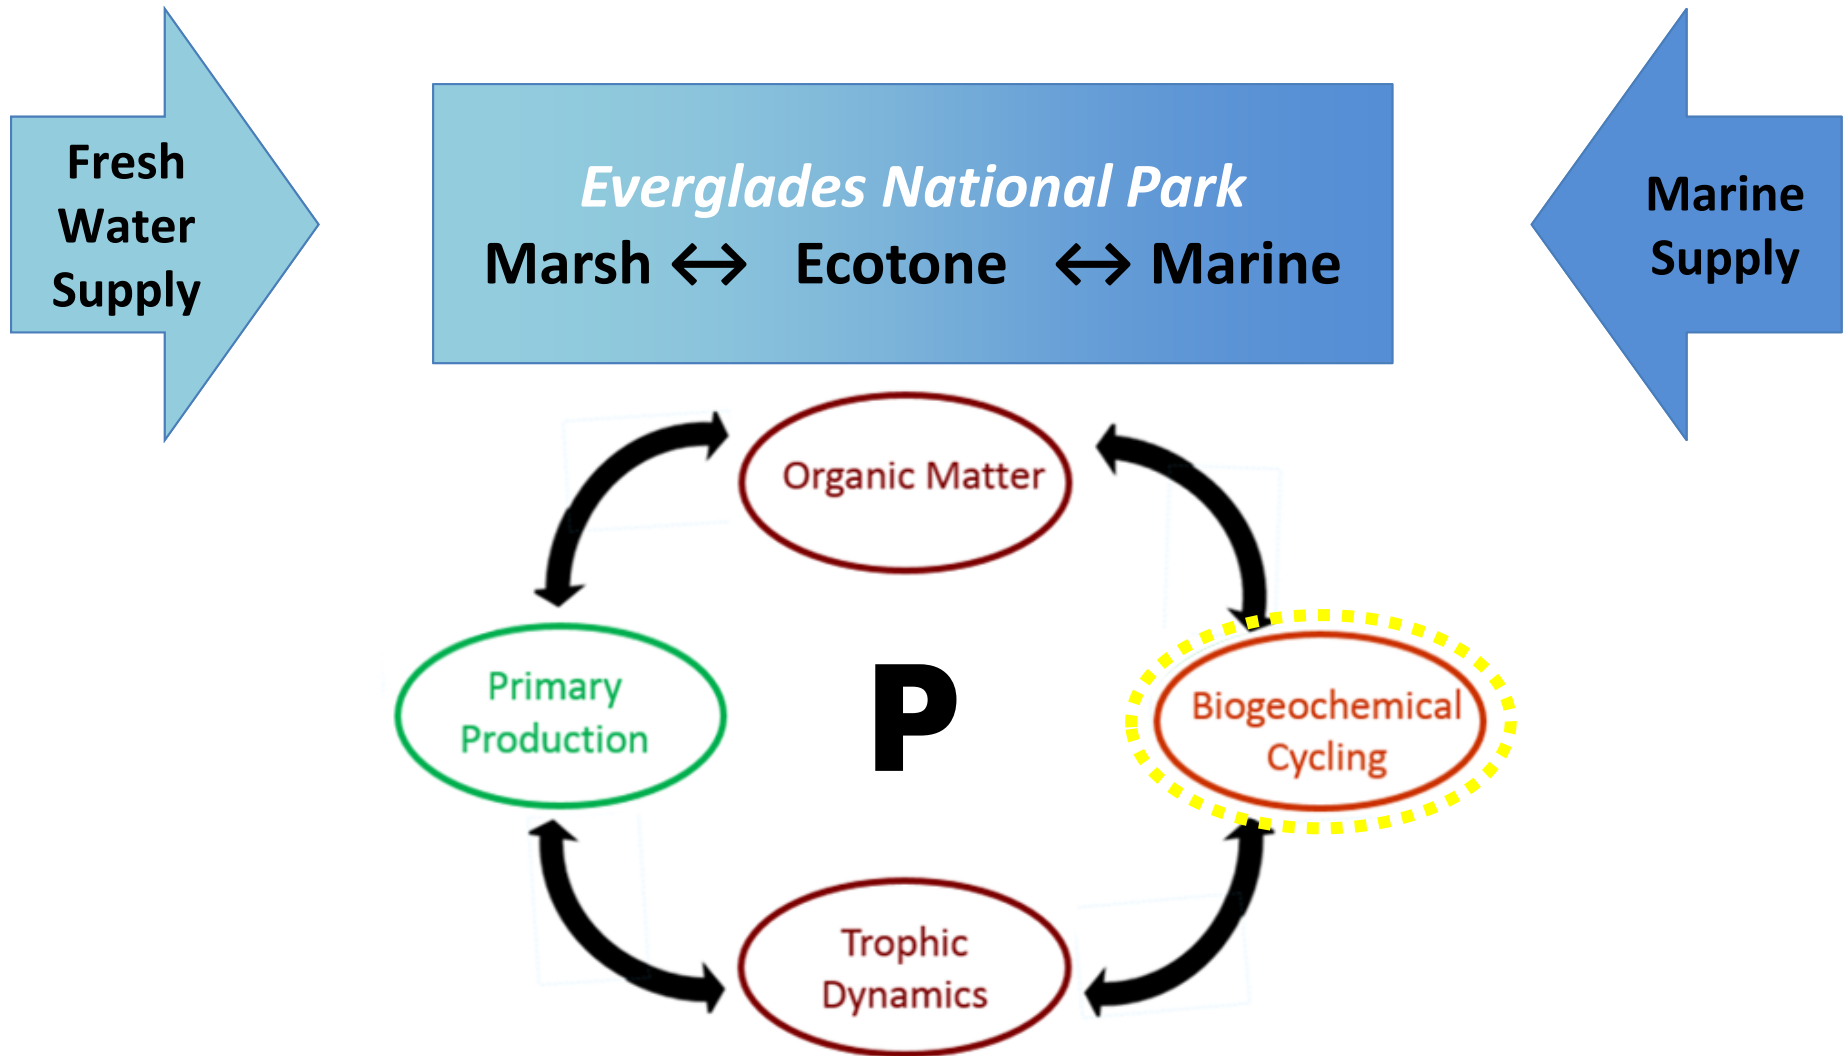 Fresh
Water
Supply
Everglades National Park
Marsh ↔ Ecotone ↔ Marine
Marine
Supply
Organic Matter
Primary
Production
P
Biogeochemical
Cycling
Trophic
Dynamics